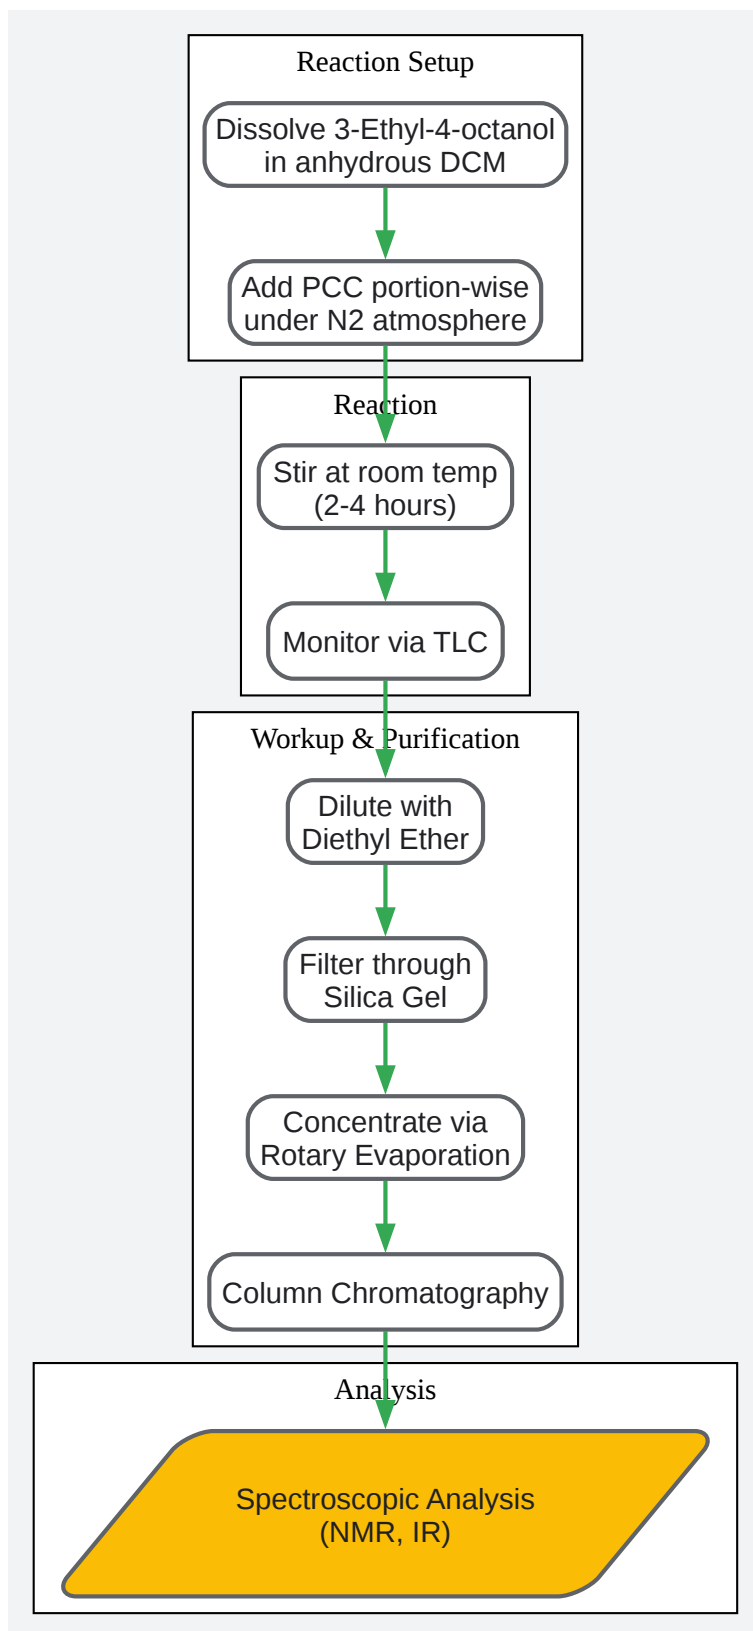 Reaction Setup
Dissolve 3-Ethyl-4-octanol
in anhydrous DCM
Add PCC portion-wise
under N2 atmosphere
Reaction
Stir at room temp
(2-4 hours)
Monitor via TLC
Workup & Purification
Dilute with
Diethyl Ether
Filter through
Silica Gel
Concentrate via
Rotary Evaporation
Column Chromatography
Analysis
Spectroscopic Analysis
(NMR, IR)